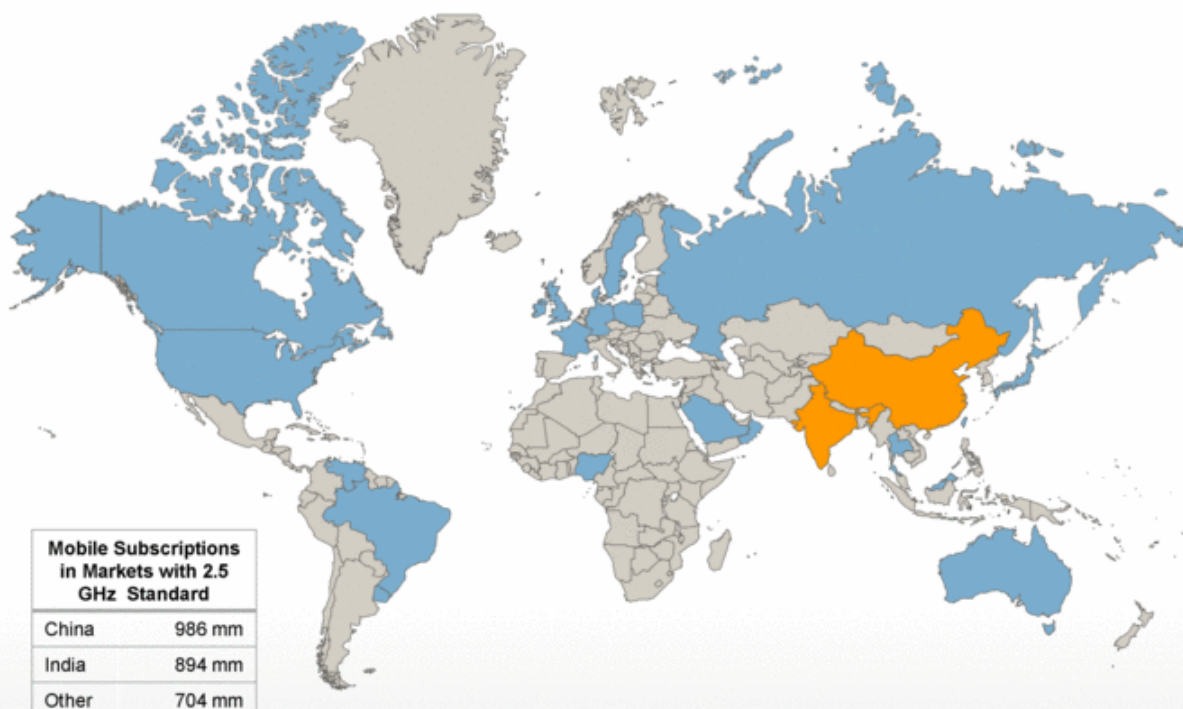 Mobile Subscriptions
in Markets with 2.5
GHz Standard
China 986 mm
India 894 mm
Other 704 mm